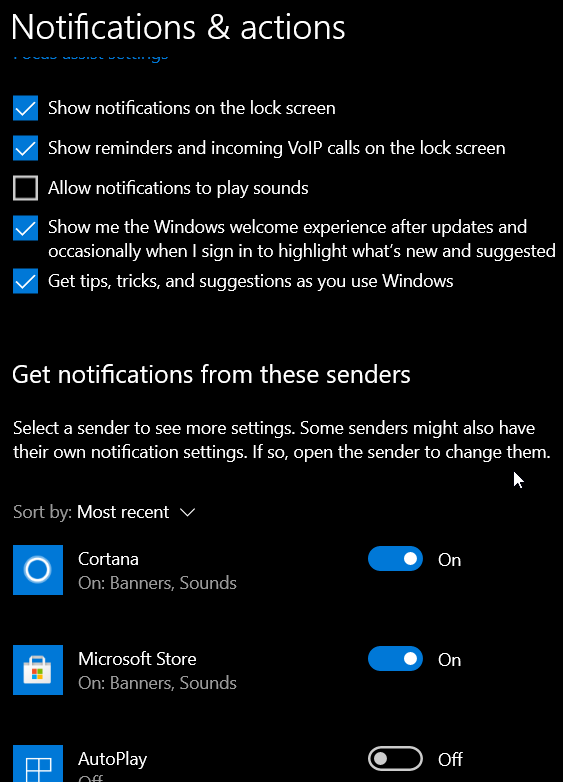 Notifications & actions
Focus assist settings
Show notifications on the lock screen
Show reminders and incoming VoIP calls on the lock screen
Allow notifications to play sounds
Show me the Windows welcome experience after updates and
occasionally when I sign in to highlight what's new and suggested
Get tips, tricks, and suggestions as you use Windows
Get notifications from these senders
Select a sender to see more settings. Some senders might also have
their own notification settings. If so, open the sender to change them.
Sort by: Most recent
Cortana
On
On: Banners, Sounds
Microsoft Store
On
On: Banners, Sounds
AutoPlay
Off
Off